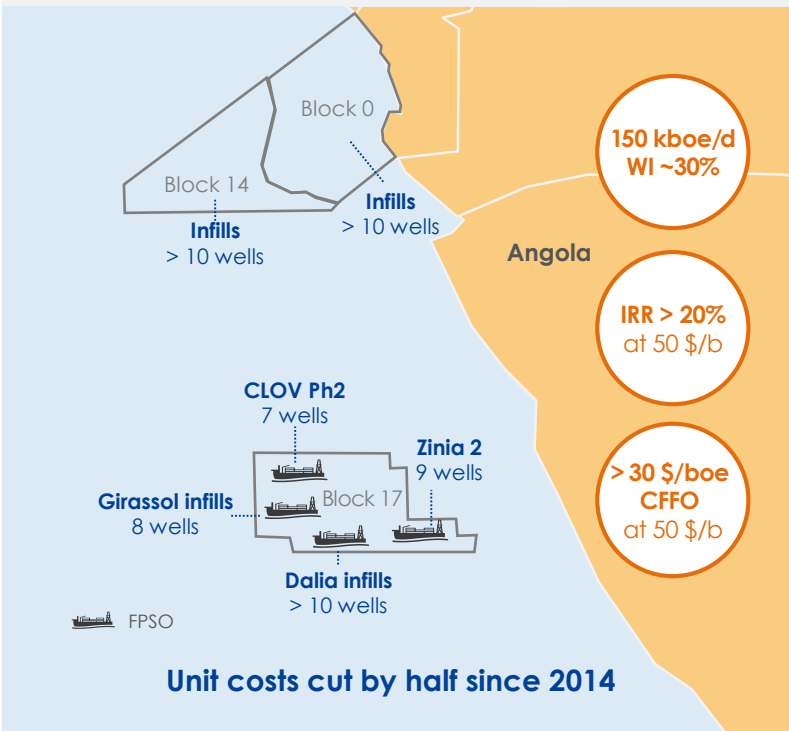 Block 0
150 kboe/d
WI ~30%
Block 14
Infills
> 10 wells
Infills
> 10 wells
Angola
IRR > 20%
at 50 $/b
CLOV Ph2
7 wells
Zinia 2
9 wells
Girassol infills
8 wells
Block 17
> 30 $/boe
CFFO
at 50 $/b
Dalia infills
> 10 wells
FPSO
Unit costs cut by half since 2014